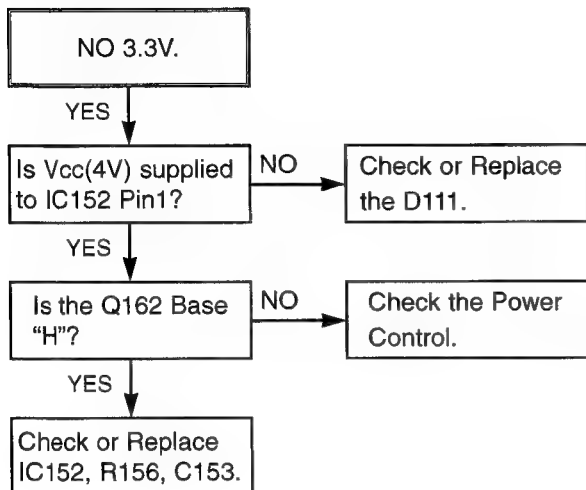 NO 3.3V.
YES
Is Vcc(4V) supplied
to IC152 Pin1?
NO
Check or Replace
the D111.
YES
Is the Q162 Base
“H”?
NO
Check the Power
Control.
YES
Check or Replace
IC152, R156, C153.